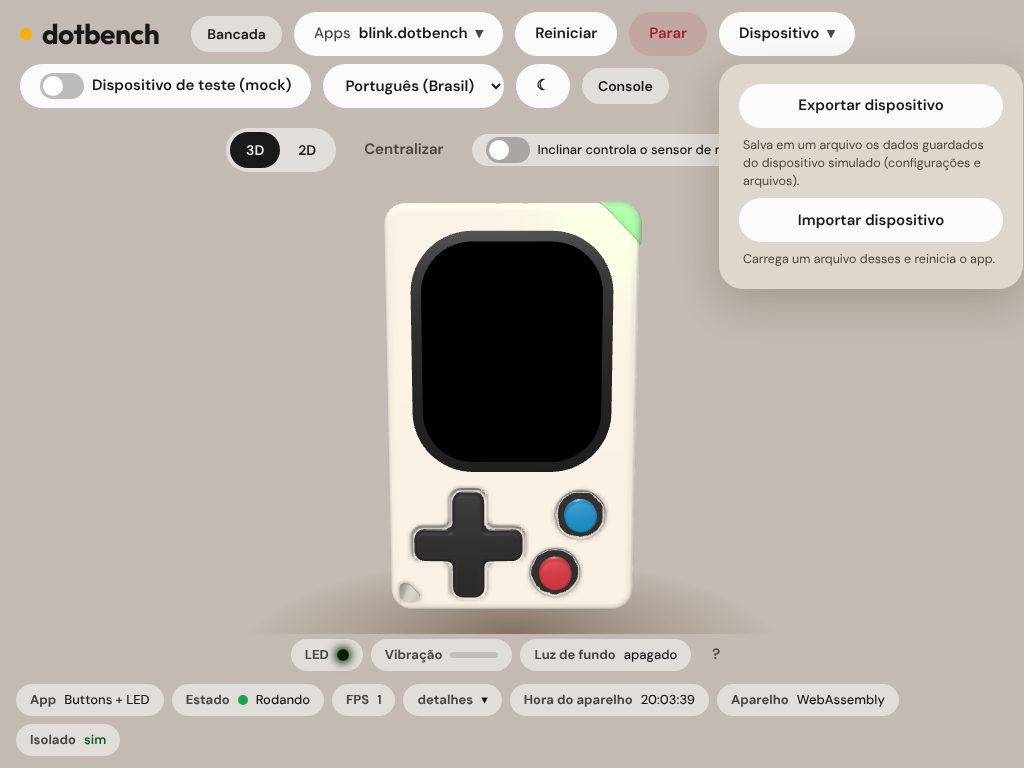 dotbench
Bancada
Apps blink.dotbench ▾
Reiniciar
Parar
Dispositivo ▾
Dispositivo de teste (mock)
Português (Brasil)
Console
Exportar dispositivo
Salva em um arquivo os dados guardados
do dispositivo simulado (configurações e
arquivos).
Importar dispositivo
Carrega um arquivo desses e reinicia o app.
3D
2D
Centralizar
Inclinar controla o sensor de
LED
Vibração
Luz de fundo apagado
?
App Buttons + LED
Estado Rodando
FPS 1
detalhes ▾
Hora do aparelho 20:03:39
Aparelho WebAssembly
Isolado sim